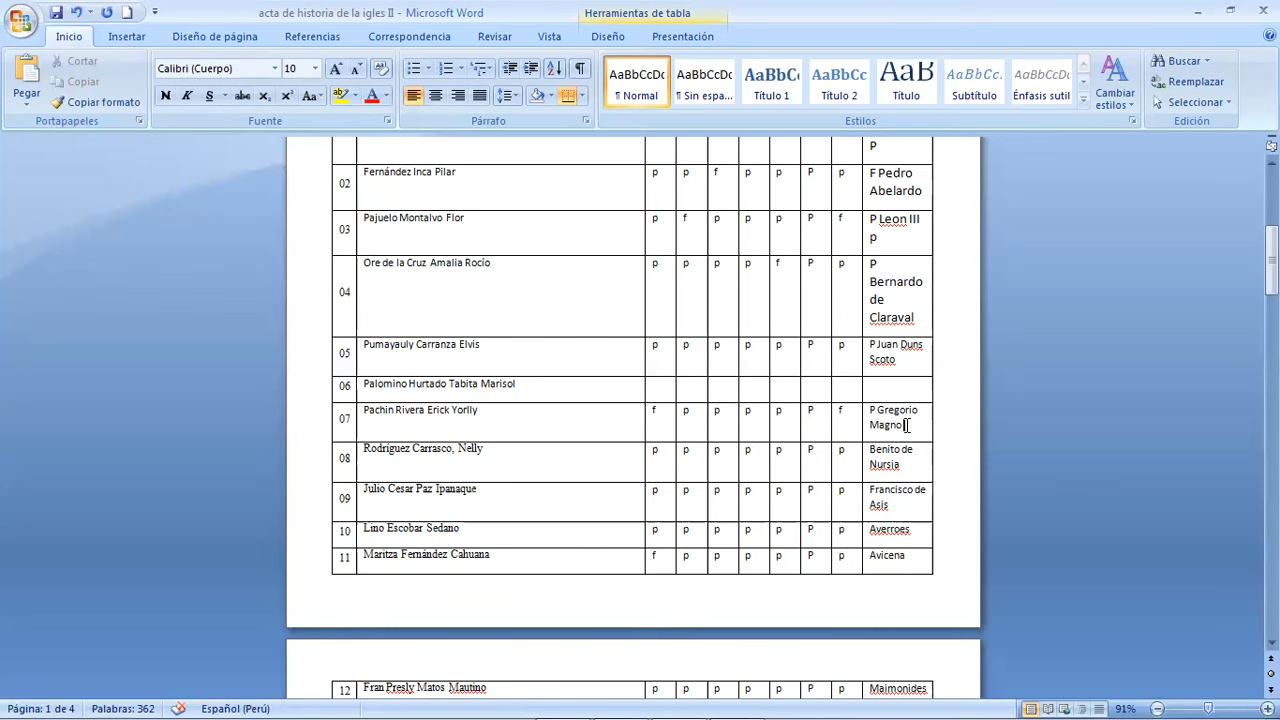 acta de historia de la igles II - Microsoft Word
Herramientas de tabla
Inicio Insertar Diseño de página Referencias Correspondencia Revisar Vista Diseño Presentación
Pegar
Cortar
Copiar
Copiar formato
Portapapeles
Calibri (Cuerpo) 10
N K S abc x₂ x² Aa
Fuente
Párrafo
AaBbCcDc AaBbCcDc AaBbC AaBbCc AaB AaBbCc. AaBbCcDc
¶ Normal ¶ Sin espa... Título 1 Título 2 Título Subtítulo Énfasis sutil
Cambiar estilos
Estilos
Buscar
Reemplazar
Seleccionar
Edición
P
02 Fernández Inca Pilar p p f p p P p F Pedro
Abelardo
03 Pajuelo Montalvo Flor p f p p p P f P Leon III
p
04 Ore de la Cruz Amalia Rocío p p p p f P p P
Bernardo
de
Claraval
05 Pumayauly Carranza Elvis p p p p p P p P Juan Duns
Scoto
06 Palomino Hurtado Tabita Marisol
07 Pachin Rivera Erick Yorlly f p p p p P f P Gregorio
Magno
08 Rodríguez Carrasco, Nelly p p p p p P p Benito de
Nursia
09 Julio Cesar Paz Ipanaque p p p p p P p Francisco de
Asis
10 Lino Escobar Sedano p p p p p P p Averroes
11 Maritza Fernández Cahuana f p p p p P p Avicena
12 Fran Presly Matos Mautino p p p p p P p Maimonides
Página: 1 de 4 Palabras: 362 Español (Perú) 91%